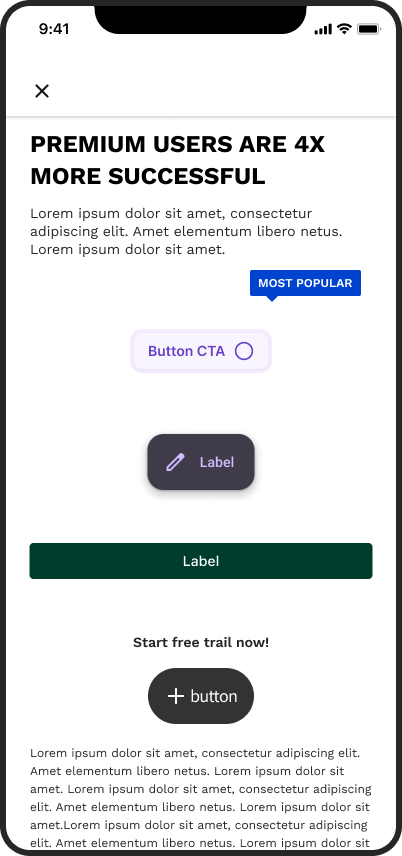 9:41
PREMIUM USERS ARE 4X
MORE SUCCESSFUL
Lorem ipsum dolor sit amet, consectetur
adipiscing elit. Amet elementum libero netus.
Lorem ipsum dolor sit amet.
MOST POPULAR
Button CTA
Label
Label
Start free trail now!
button
Lorem ipsum dolor sit amet, consectetur adipiscing elit.
Amet elementum libero netus. Lorem ipsum dolor sit
amet. Lorem ipsum dolor sit amet, consectetur adipiscing
elit. Amet elementum libero netus. Lorem ipsum dolor sit
amet.Lorem ipsum dolor sit amet, consectetur adipiscing
elit. Amet elementum libero netus. Lorem ipsum dolor sit